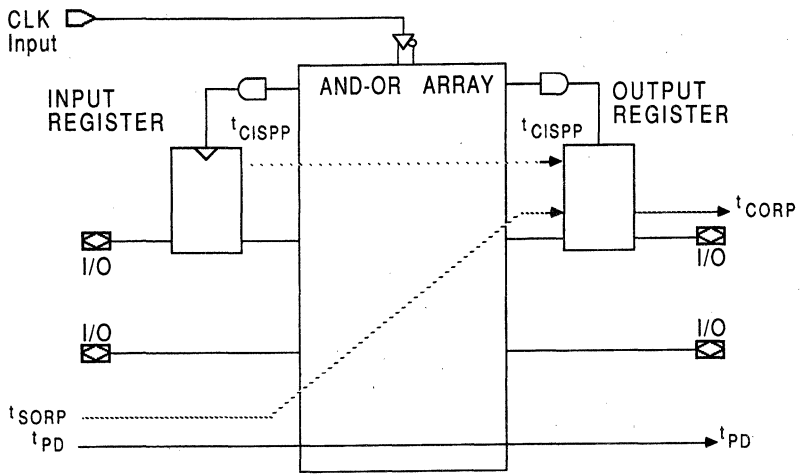 CLK
Input
INPUT
REGISTER
tCISPP
AND-OR ARRAY
tCISPP
OUTPUT
REGISTER
tCORP
I/O
I/O
I/O
I/O
tSORP
tPD
tPD